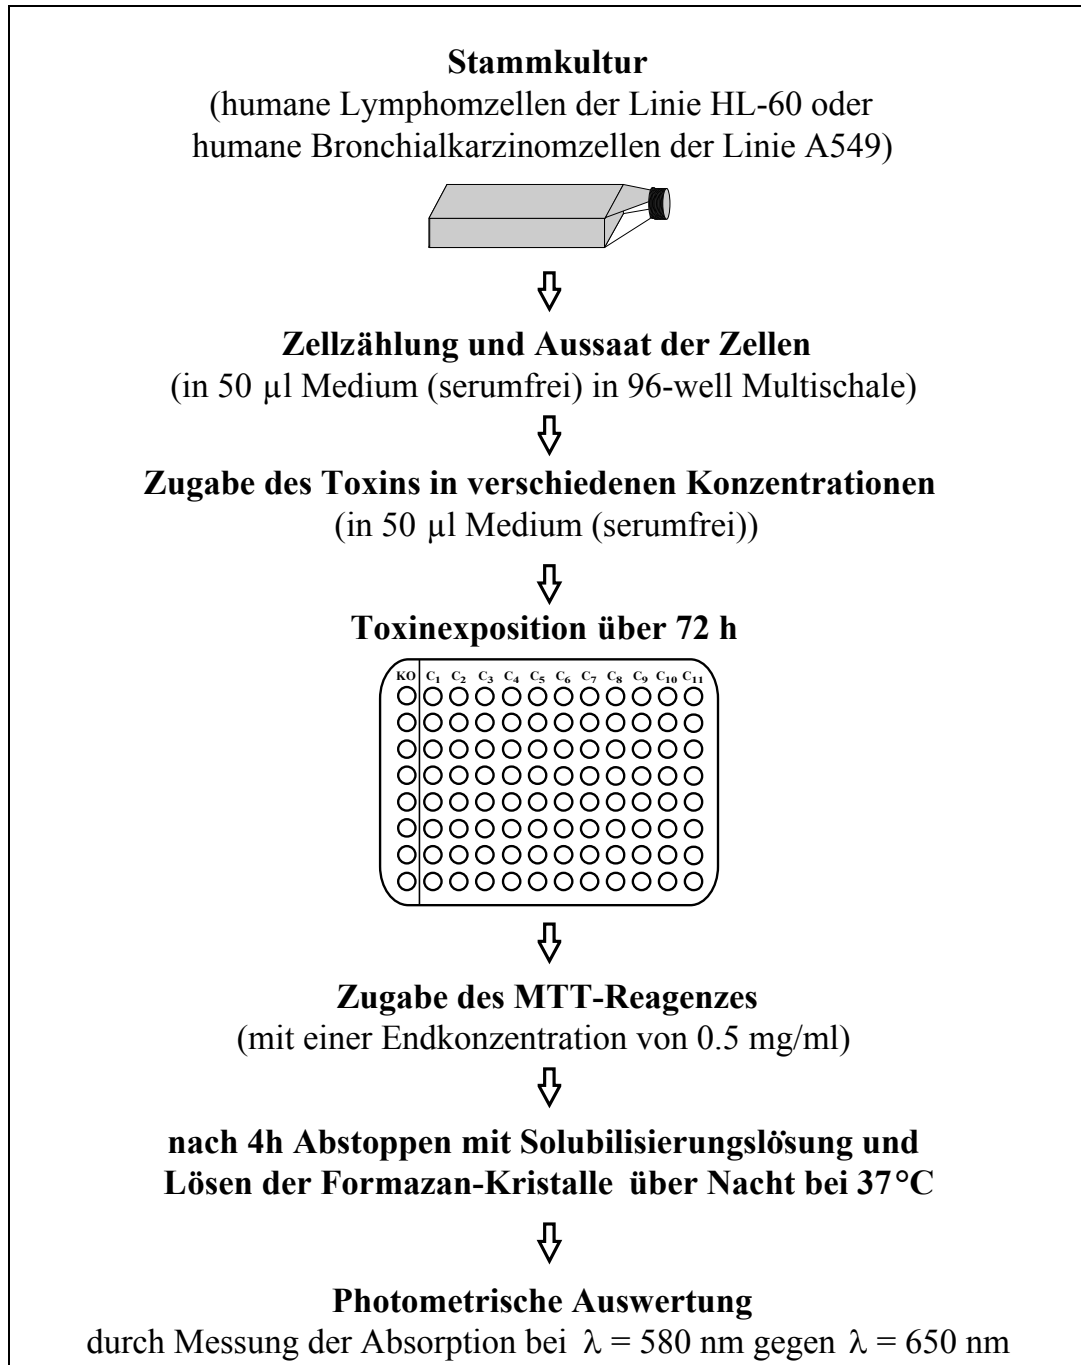 Stammkultur
(humane Lymphomzellen der Linie HL-60 oder
humane Bronchialkarzinomzellen der Linie A549)
Zellzählung und Aussaat der Zellen
(in 50 µl Medium (serumfrei) in 96-well Multischale)
Zugabe des Toxins in verschiedenen Konzentrationen
(in 50 µl Medium (serumfrei))
Toxinexposition über 72 h
KO C1 C2 C3 C4 C5 C6 C7 C8 C9 C10 C11
Zugabe des MTT-Reagenzes
(mit einer Endkonzentration von 0.5 mg/ml)
nach 4h Abstoppen mit Solubilisierungslösung und
Lösen der Formazan-Kristalle über Nacht bei 37°C
Photometrische Auswertung
durch Messung der Absorption bei λ = 580 nm gegen λ = 650 nm